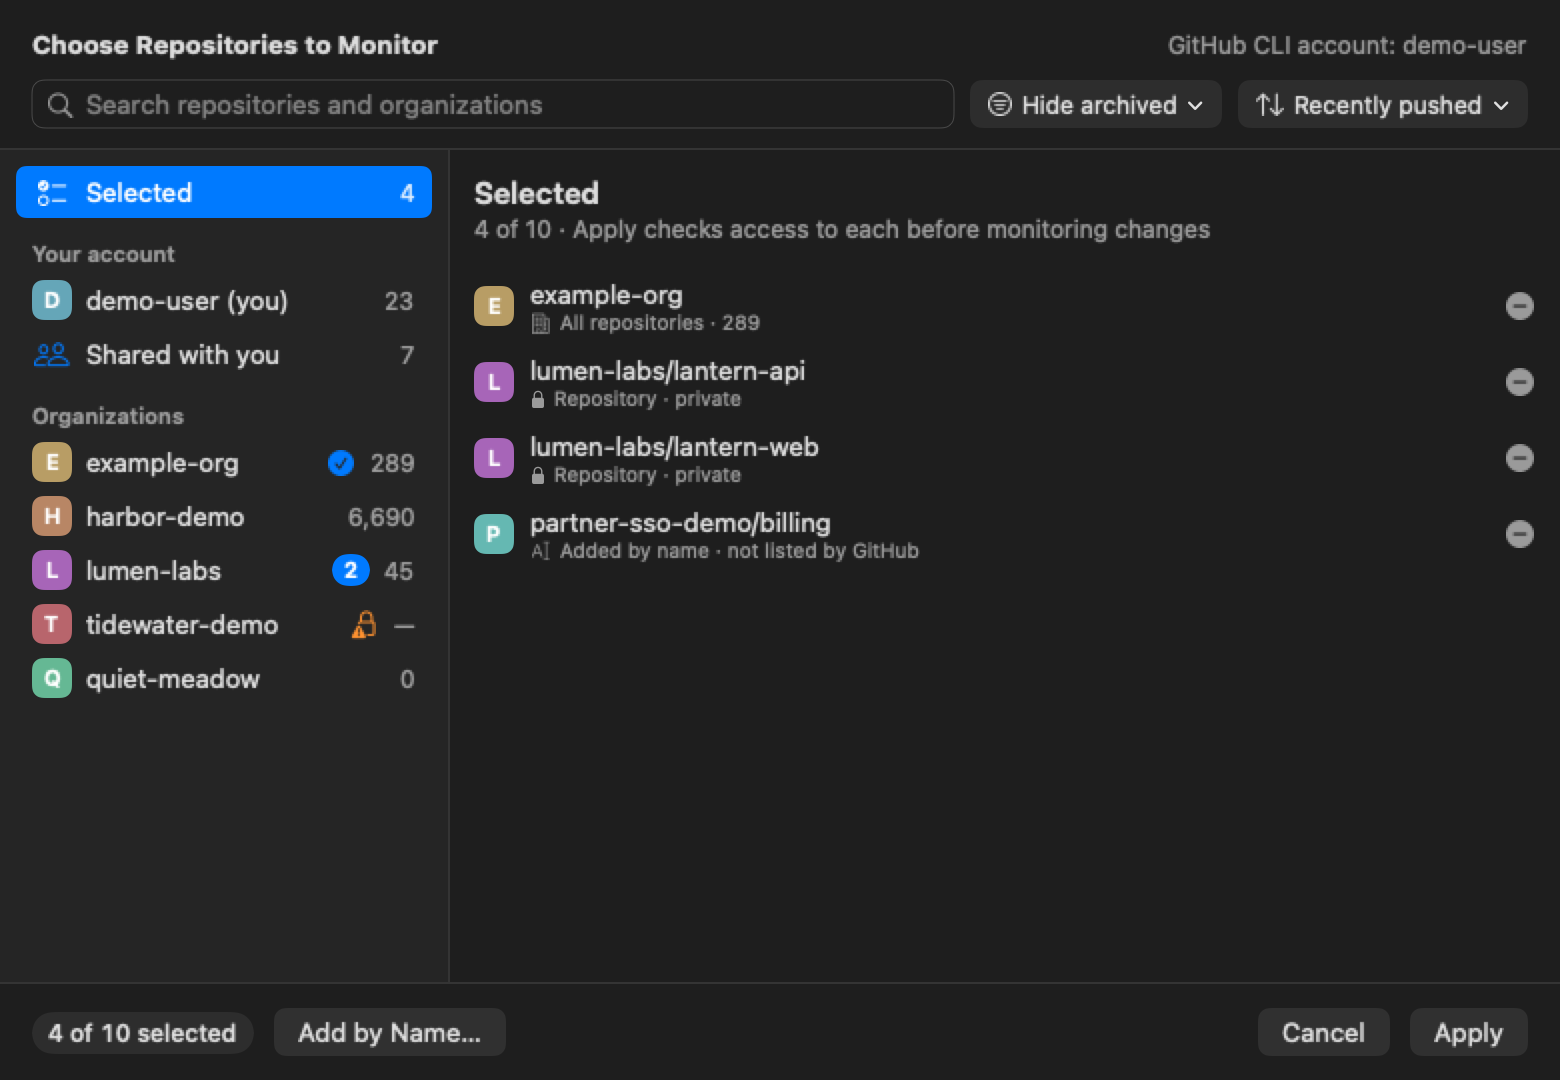 Choose Repositories to Monitor
GitHub CLI account: demo-user
Search repositories and organizations
Hide archived
Recently pushed
Selected 4
Your account
D demo-user (you) 23
Shared with you 7
Organizations
E example-org 289
H harbor-demo 6,690
L lumen-labs 2 45
T tidewater-demo —
Q quiet-meadow 0
Selected
4 of 10 · Apply checks access to each before monitoring changes
E example-org
All repositories · 289
L lumen-labs/lantern-api
Repository · private
L lumen-labs/lantern-web
Repository · private
P partner-sso-demo/billing
Added by name · not listed by GitHub
4 of 10 selected
Add by Name...
Cancel
Apply